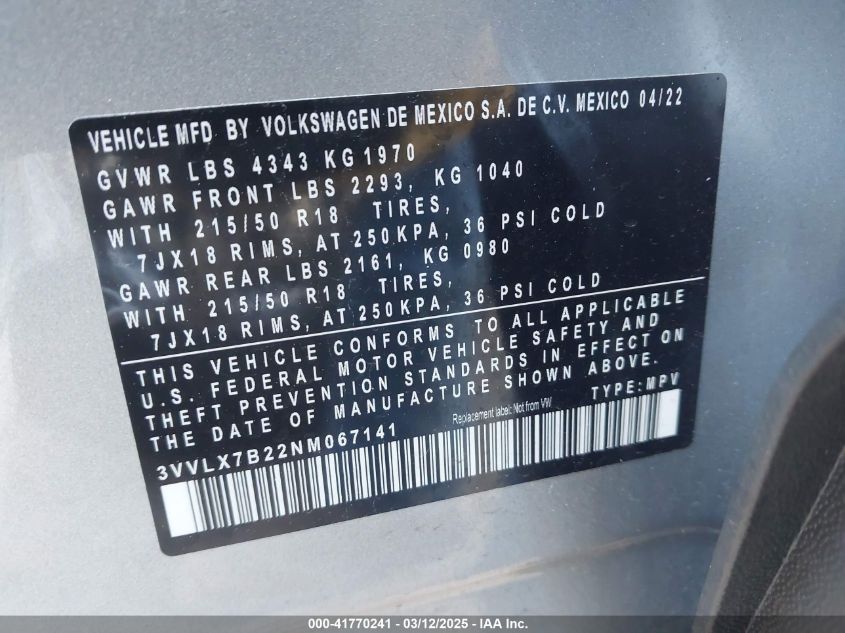 VEHICLE MFD BY VOLKSWAGEN DE MEXICO S.A. DE C.V. MEXICO 04/22
GVWR LBS 4343 KG1970
GAWR FRONT LBS 2293, KG 1040
WITH 215/50 R18 TIRES,
7JX18 RIMS, AT 250KPA, 36 PSI COLD
GAWR REAR LBS 2161, KG 0980
WITH 215/50 R18 TIRES,
7JX18 RIMS, AT 250KPA, 36 PSI COLD
THIS VEHICLE CONFORMS TO ALL APPLICABLE
U.S. FEDERAL MOTOR VEHICLE SAFETY AND
THEFT PREVENTION STANDARDS IN EFFECT ON
THE DATE OF MANUFACTURE SHOWN ABOVE.
Replacement label: Not from VW TYPE:MPV
3VVLX7B22NM067141
000-41770241 - 03/12/2025 - IAA Inc.